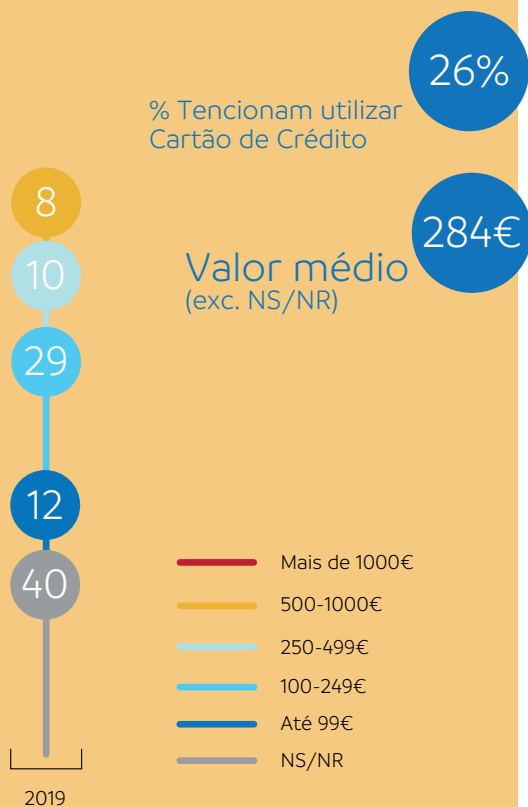 26%
% Tencionam utilizar
Cartão de Crédito
8
284€
Valor médio
(exc. NS/NR)
10
29
12
40
Mais de 1000€
500-1000€
250-499€
100-249€
Até 99€
NS/NR
2019